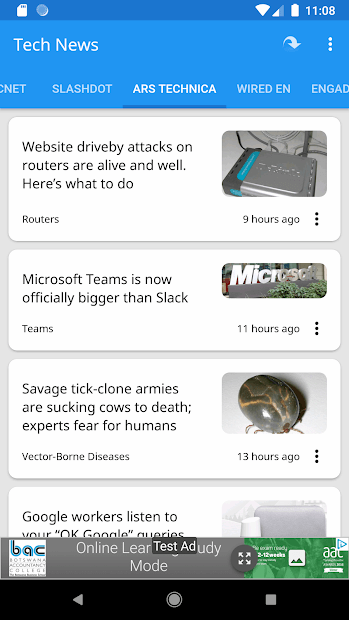 11:08
Tech News
CNET SLASHDOT ARS TECHNICA WIRED EN ENGAD
Website driveby attacks on
routers are alive and well.
Here's what to do
Routers 9 hours ago
Microsoft Teams is now
officially bigger than Slack
Microsoft
Teams 11 hours ago
Savage tick-clone armies
are sucking cows to death;
experts fear for humans
Vector-Borne Diseases 13 hours ago
Google workers listen to
your “OK Google” queries
bac
BOTSWANA
ACCOUNTANCY
COLLEGE
Test Ad
Online Learning Study
Mode
2-12weeks
aat